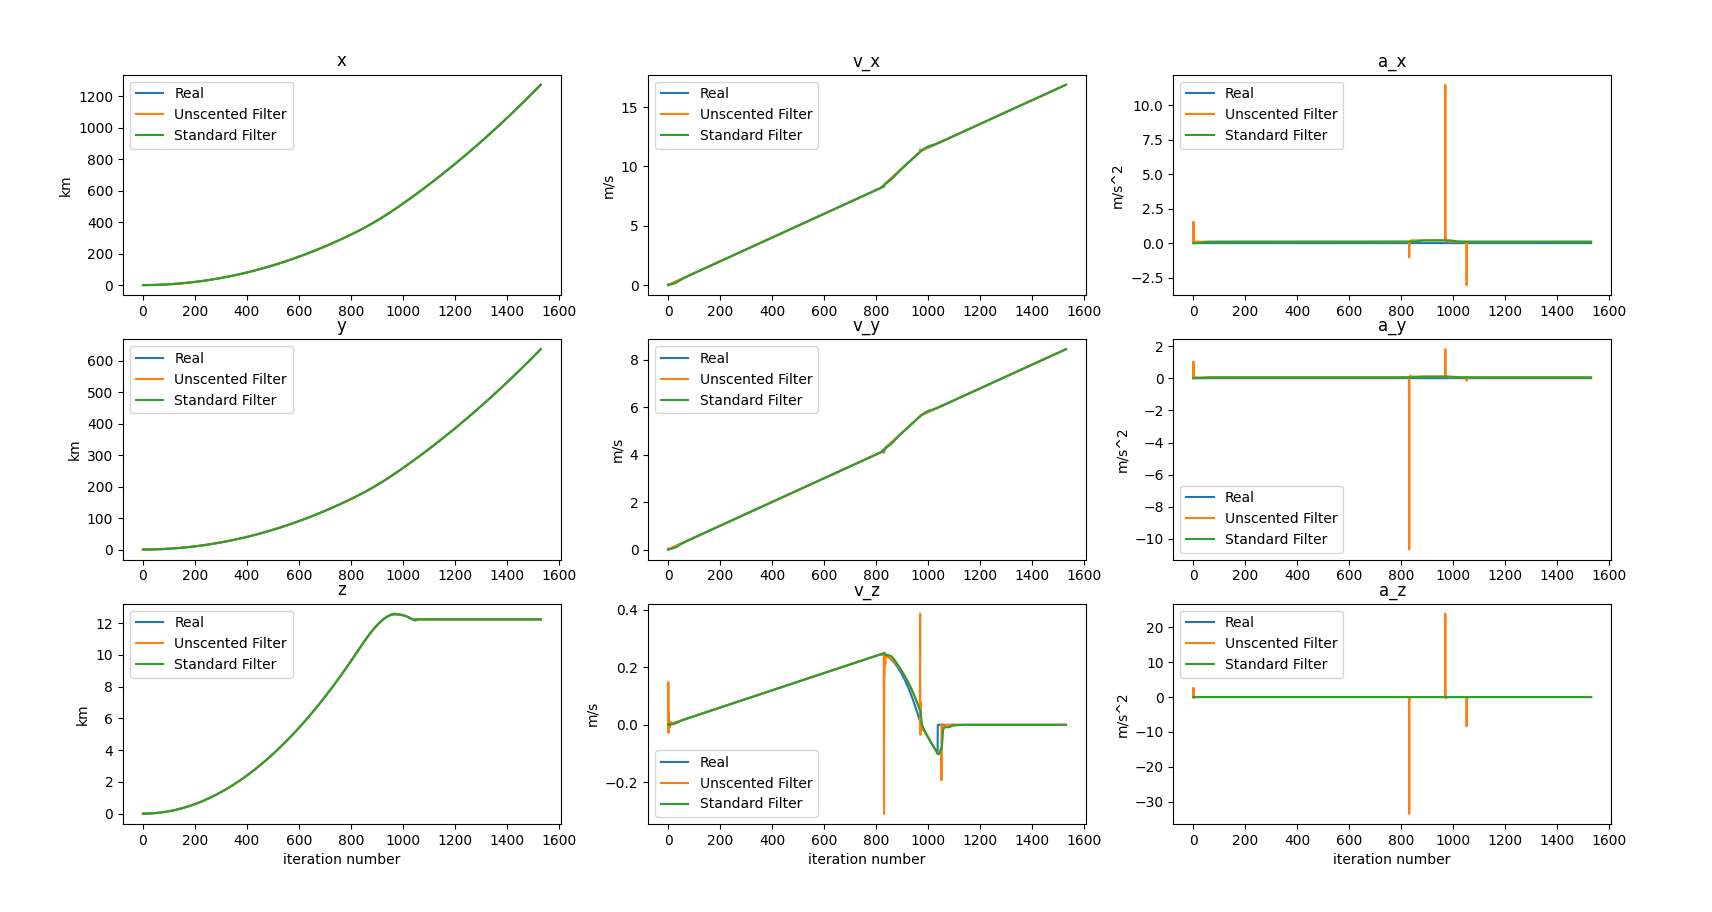 x
km
1200
1000
800
600
400
200
0
Real
Unscented Filter
Standard Filter
0 200 400 600 800 1000 1200 1400 1600
v_x
m/s
15
10
5
0
Real
Unscented Filter
Standard Filter
0 200 400 600 800 1000 1200 1400 1600
a_x
m/s^2
10.0
7.5
5.0
2.5
0.0
−2.5
Real
Unscented Filter
Standard Filter
0 200 400 600 800 1000 1200 1400 1600
y
km
600
500
400
300
200
100
0
Real
Unscented Filter
Standard Filter
0 200 400 600 800 1000 1200 1400 1600
v_y
m/s
8
6
4
2
0
Real
Unscented Filter
Standard Filter
0 200 400 600 800 1000 1200 1400 1600
a_y
m/s^2
2
0
−2
−4
−6
−8
−10
Real
Unscented Filter
Standard Filter
0 200 400 600 800 1000 1200 1400 1600
z
km
12
10
8
6
4
2
0
Real
Unscented Filter
Standard Filter
0 200 400 600 800 1000 1200 1400 1600
iteration number
v_z
m/s
0.4
0.2
0.0
−0.2
Real
Unscented Filter
Standard Filter
0 200 400 600 800 1000 1200 1400 1600
iteration number
a_z
m/s^2
20
10
0
−10
−20
−30
Real
Unscented Filter
Standard Filter
0 200 400 600 800 1000 1200 1400 1600
iteration number